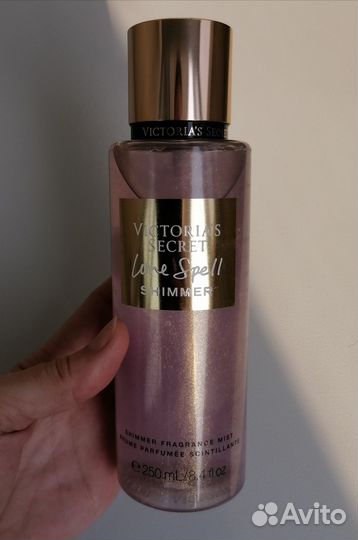 VICTORIA'S SECRET
VICTORIA'S
SECRET
Love Spell
SHIMMER
SHIMMER FRAGRANCE MIST
BRUME PARFUMÉE SCINTILLANTE
℮ 250 mL/8.4 fl oz
Avito